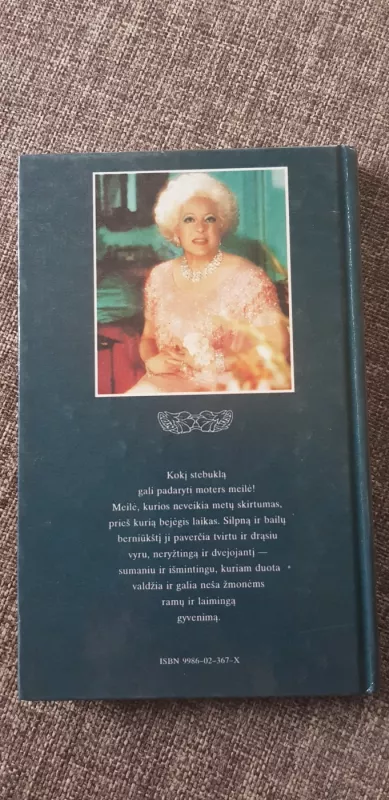 Kokį stebuklą
gali padaryti moters meilė!
Meilė, kurios neveikia metų skirtumas,
prieš kurią bejėgis laikas. Silpną ir bailų
berniūkštį ji paverčia tvirtu ir drąsiu
vyru, neryžtingą ir dvejojantį —
sumaniu ir išmintingu, kuriam duota
valdžia ir galia neša žmonėms
ramų ir laimingą
gyvenimą.
ISBN 9986-02-367-X